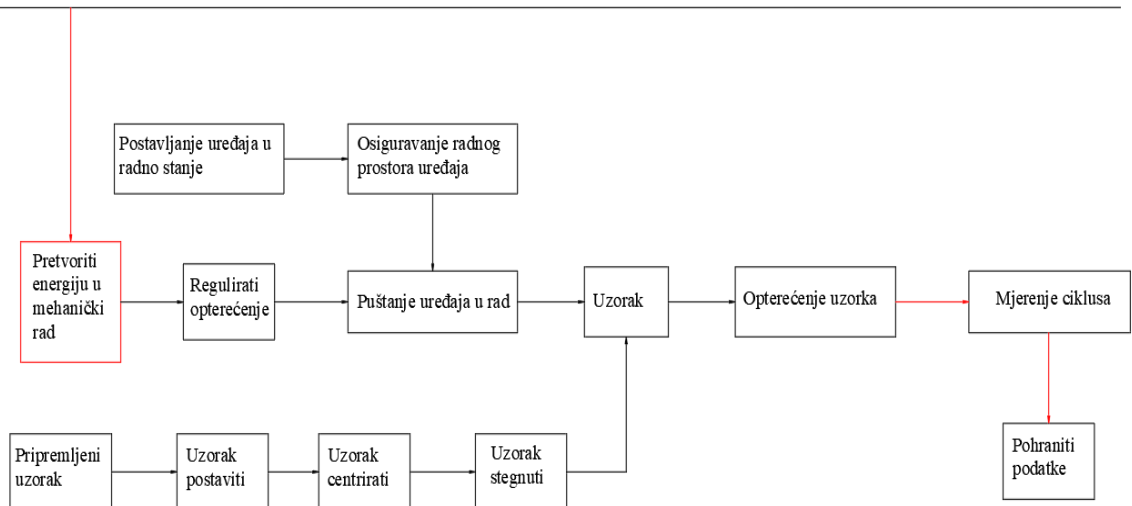 Postavljanje uređaja u
radno stanje
Osiguravanje radnog
prostora uređaja
Pretvoriti
energiju u
mehanički
rad
Regulirati
opterećenje
Puštanje uređaja u rad
Uzorak
Opterećenje uzorka
Mjerenje ciklusa
Pripremljeni
uzorak
Uzorak
postaviti
Uzorak
centrirati
Uzorak
stegnuti
Pohraniti
podatke